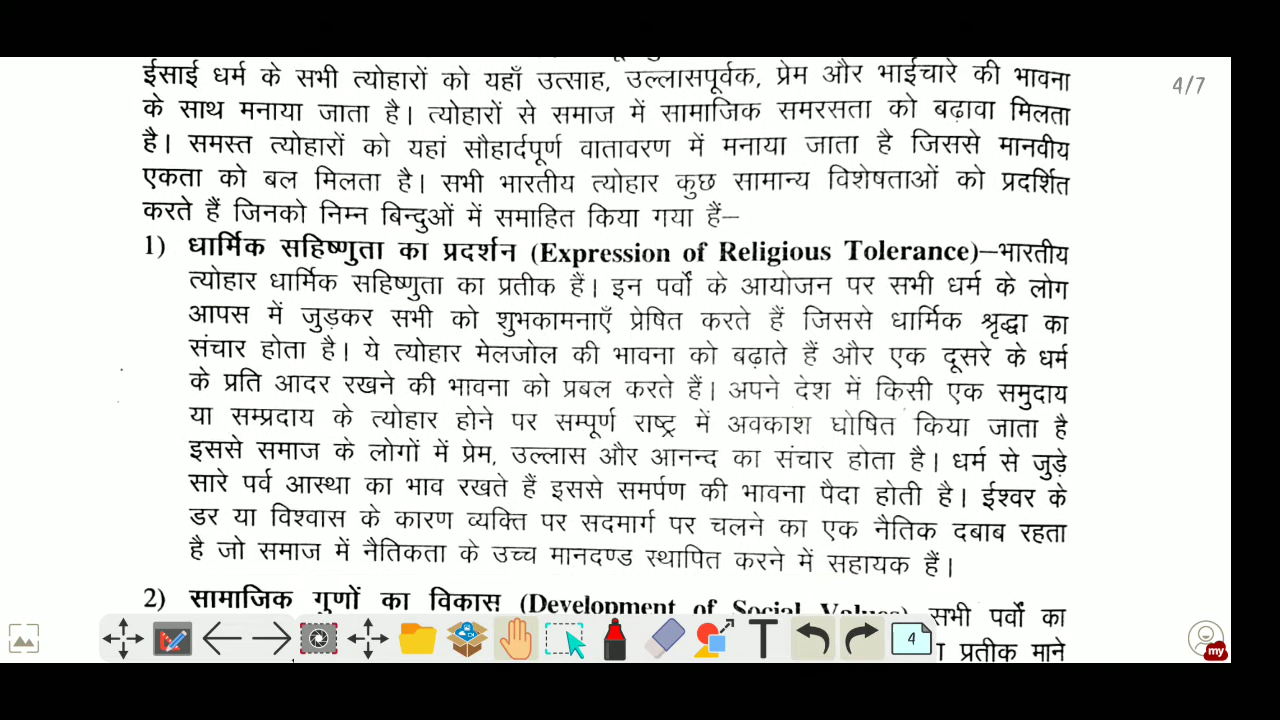 ईसाई धर्म के सभी त्योहारों को यहाँ उत्साह, उल्लासपूर्वक, प्रेम और भाईचारे की भावना
4/7
के साथ मनाया जाता है। त्योहारों से समाज में सामाजिक समरसता को बढ़ावा मिलता
है। समस्त त्योहारों को यहां सौहार्दपूर्ण वातावरण में मनाया जाता है जिससे मानवीय
एकता को बल मिलता है। सभी भारतीय त्योहार कुछ सामान्य विशेषताओं को प्रदर्शित
करते हैं जिनको निम्न बिन्दुओं में समाहित किया गया हैं–
1) धार्मिक सहिष्णुता का प्रदर्शन (Expression of Religious Tolerance)–भारतीय
त्योहार धार्मिक सहिष्णुता का प्रतीक हैं। इन पर्वों के आयोजन पर सभी धर्म के लोग
आपस में जुड़कर सभी को शुभकामनाएँ प्रेषित करते हैं जिससे धार्मिक श्रृद्धा का
संचार होता है। ये त्योहार मेलजोल की भावना को बढ़ाते हैं और एक दूसरे के धर्म
के प्रति आदर रखने की भावना को प्रबल करते हैं। अपने देश में किसी एक समुदाय
या सम्प्रदाय के त्योहार होने पर सम्पूर्ण राष्ट्र में अवकाश घोषित किया जाता है
इससे समाज के लोगों में प्रेम, उल्लास और आनन्द का संचार होता है। धर्म से जुड़े
सारे पर्व आस्था का भाव रखते हैं इससे समर्पण की भावना पैदा होती है। ईश्वर के
डर या विश्वास के कारण व्यक्ति पर सदमार्ग पर चलने का एक नैतिक दबाब रहता
है जो समाज में नैतिकता के उच्च मानदण्ड स्थापित करने में सहायक हैं।
2) सामाजिक गुणों का विकास (Development of Social Values) सभी पर्वों का
प्रतीक माने
T
4
my